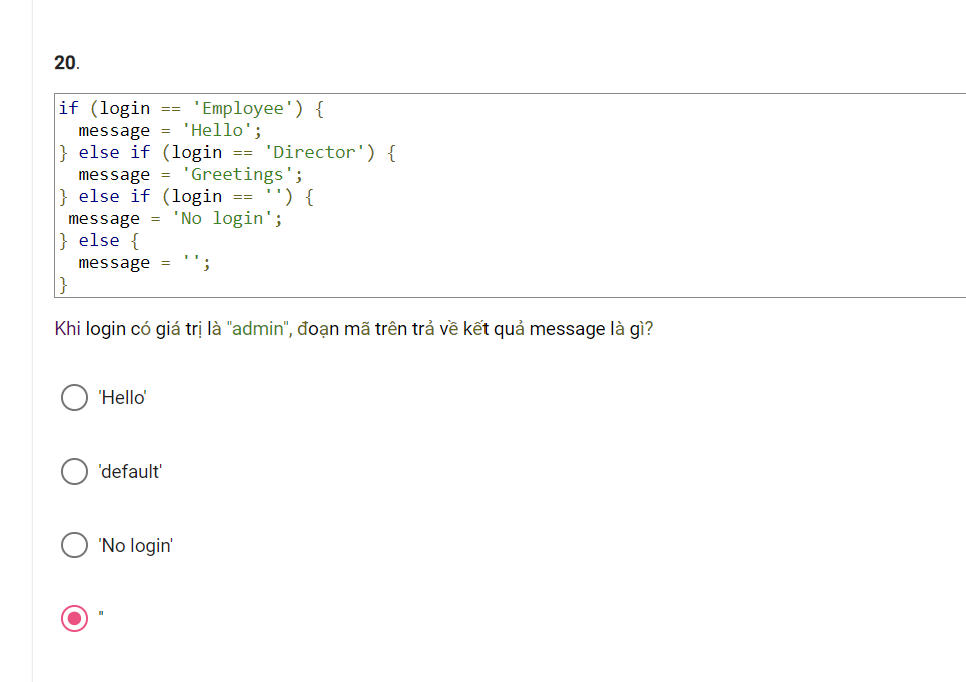 20.
if (login == 'Employee') {
  message = 'Hello';
} else if (login == 'Director') {
  message = 'Greetings';
} else if (login == '') {
 message = 'No login';
} else {
  message = '';
}
Khi login có giá trị là "admin", đoạn mã trên trả về kết quả message là gì?
'Hello'
'default'
'No login'
''